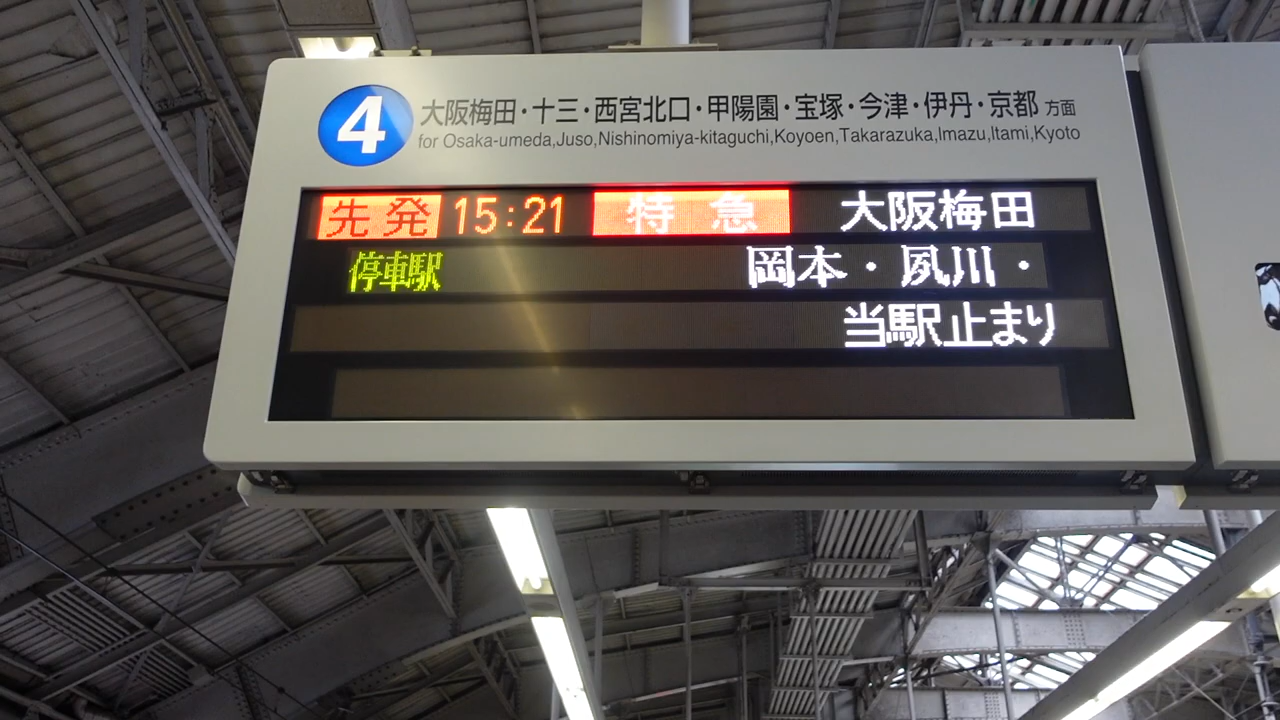 4
大阪梅田・十三・西宮北口・甲陽園・宝塚・今津・伊丹・京都 方面
for Osaka-umeda,Juso,Nishinomiya-kitaguchi,Koyoen,Takarazuka,Imazu,Itami,Kyoto
先発 15:21 特急 大阪梅田
停車駅 岡本・夙川・
当駅止まり